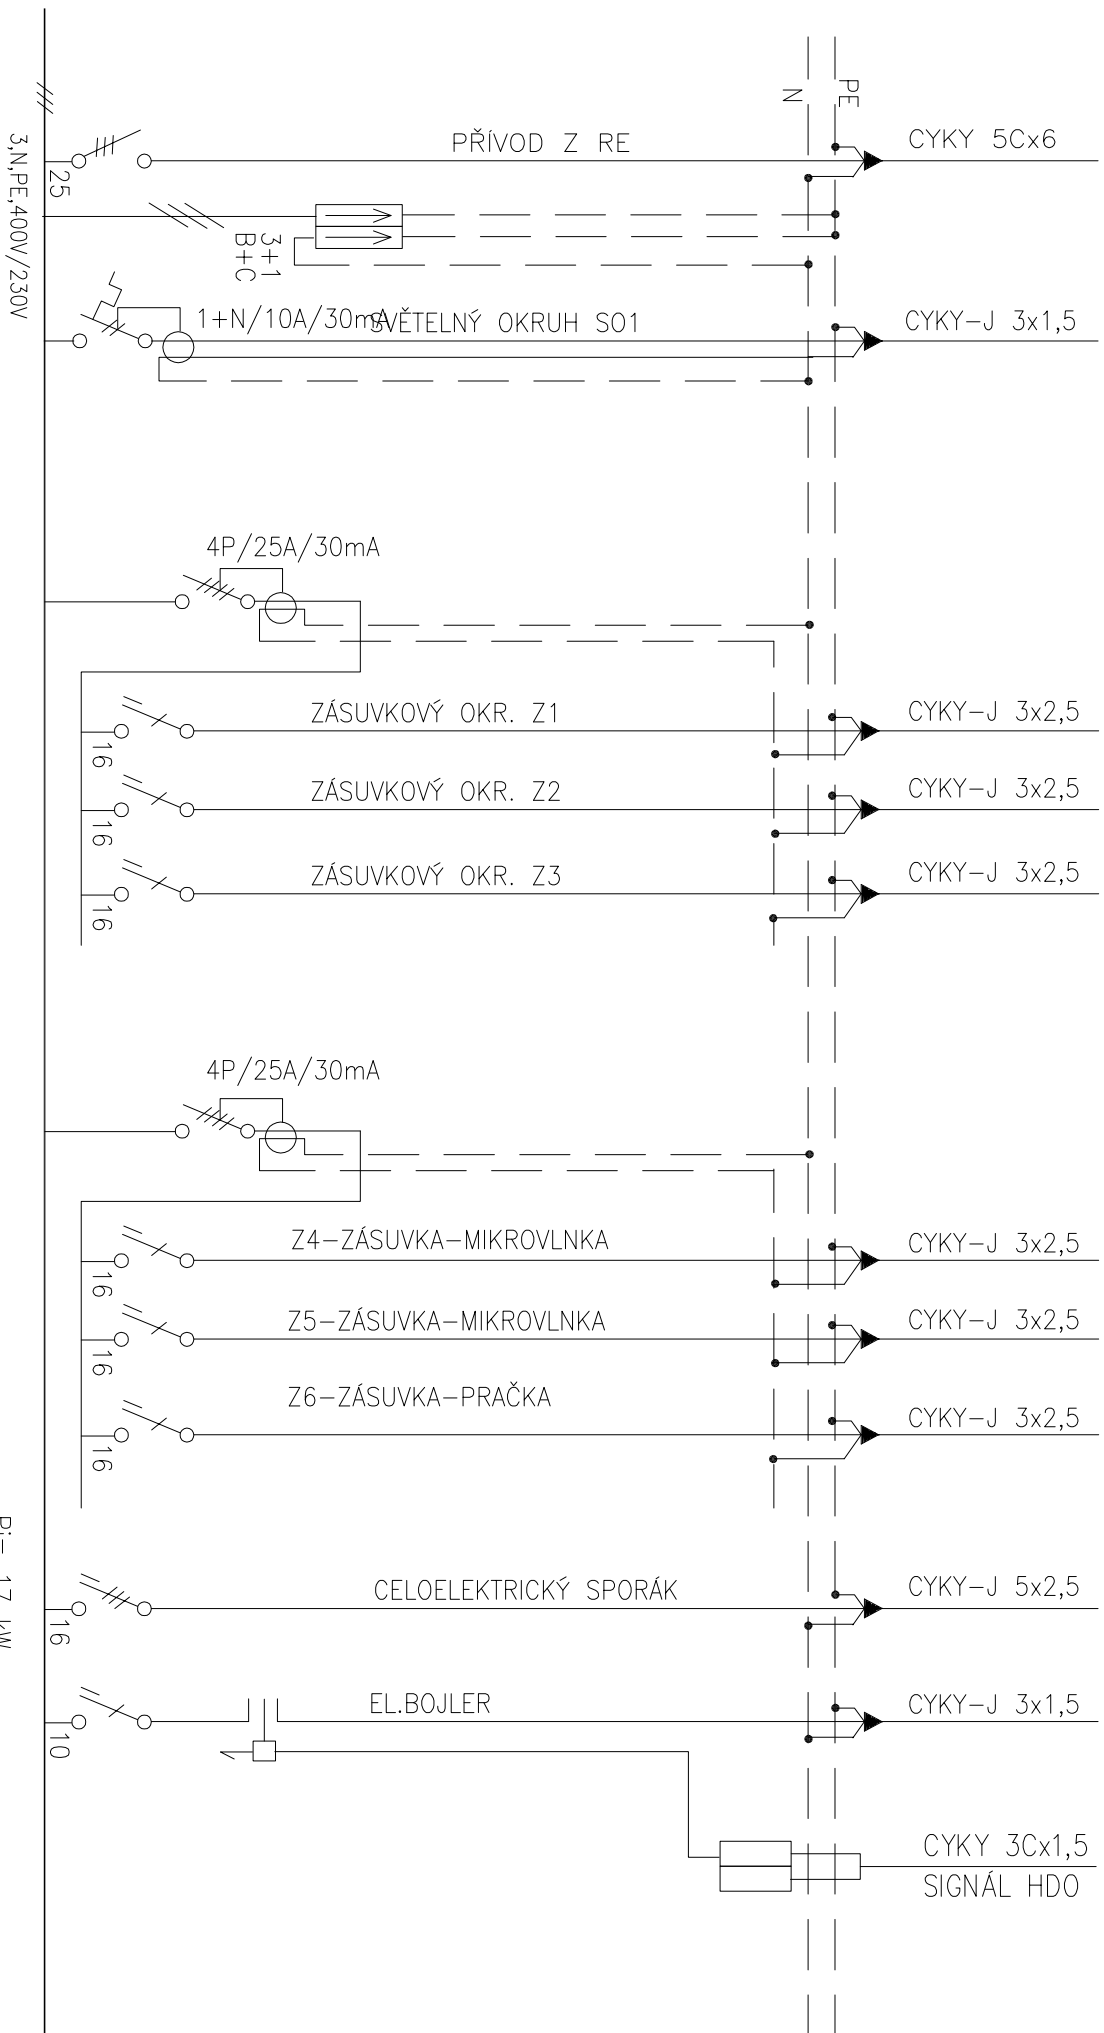 PE
N
PŘÍVOD Z RE
CYKY 5Cx6
25
3,N,PE,400V/230V
3+1
B+C
1+N/10A/30mA
SVĚTELNÝ OKRUH SO1
CYKY-J 3x1,5
4P/25A/30mA
ZÁSUVKOVÝ OKR. Z1
CYKY-J 3x2,5
16
ZÁSUVKOVÝ OKR. Z2
CYKY-J 3x2,5
16
ZÁSUVKOVÝ OKR. Z3
CYKY-J 3x2,5
16
4P/25A/30mA
Z4-ZÁSUVKA-MIKROVLNKA
CYKY-J 3x2,5
16
Z5-ZÁSUVKA-MIKROVLNKA
CYKY-J 3x2,5
16
Z6-ZÁSUVKA-PRAČKA
CYKY-J 3x2,5
16
Pi= 17 kW
CELOELEKTRICKÝ SPORÁK
CYKY-J 5x2,5
16
EL.BOJLER
CYKY-J 3x1,5
10
CYKY 3Cx1,5
SIGNÁL HDO